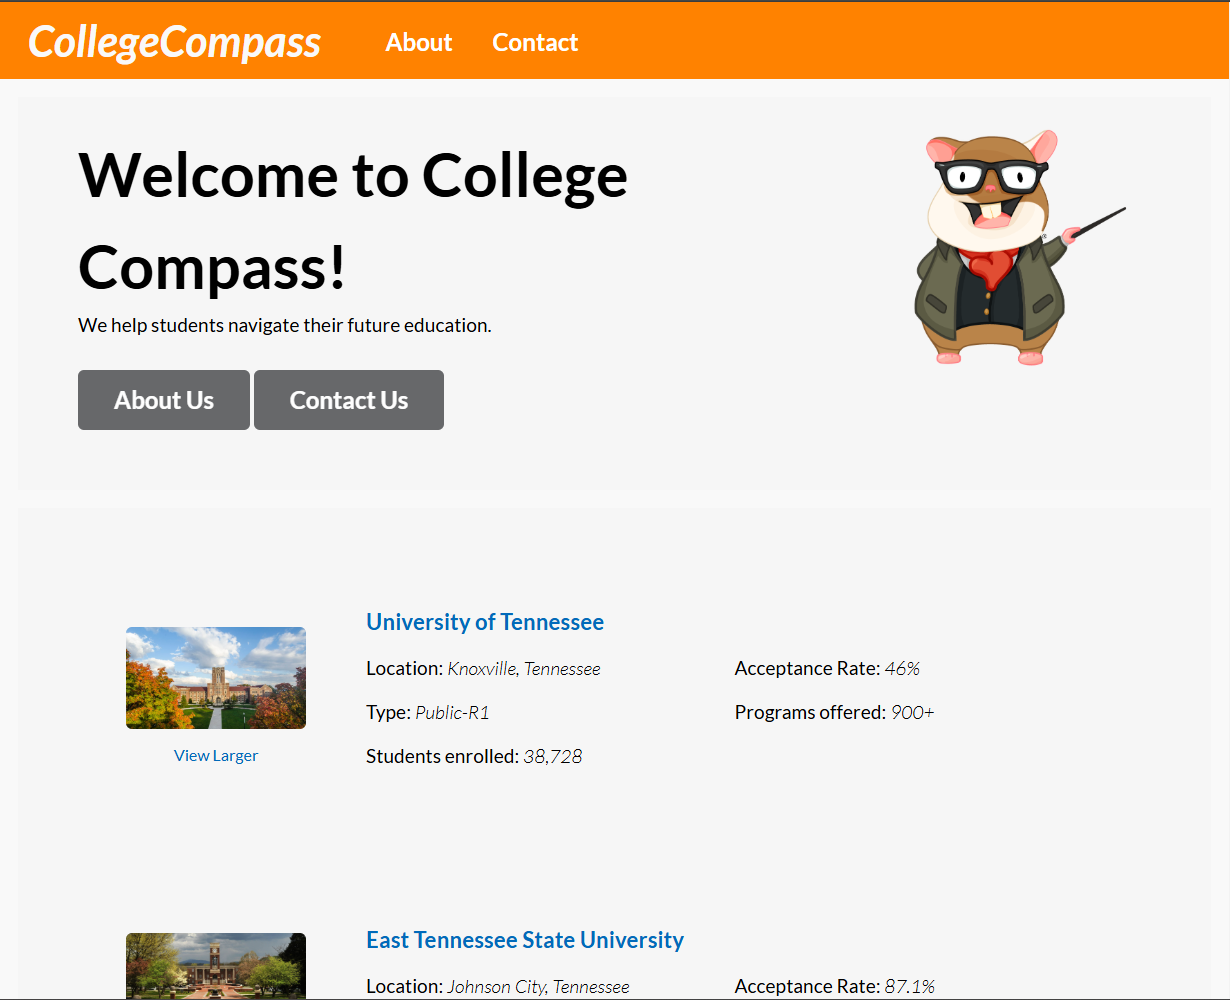 CollegeCompass About Contact
Welcome to College
Compass!
We help students navigate their future education.
About Us Contact Us
University of Tennessee
Location: Knoxville, Tennessee Acceptance Rate: 46%
Type: Public-R1 Programs offered: 900+
Students enrolled: 38,728
View Larger
East Tennessee State University
Location: Johnson City, Tennessee Acceptance Rate: 87.1%